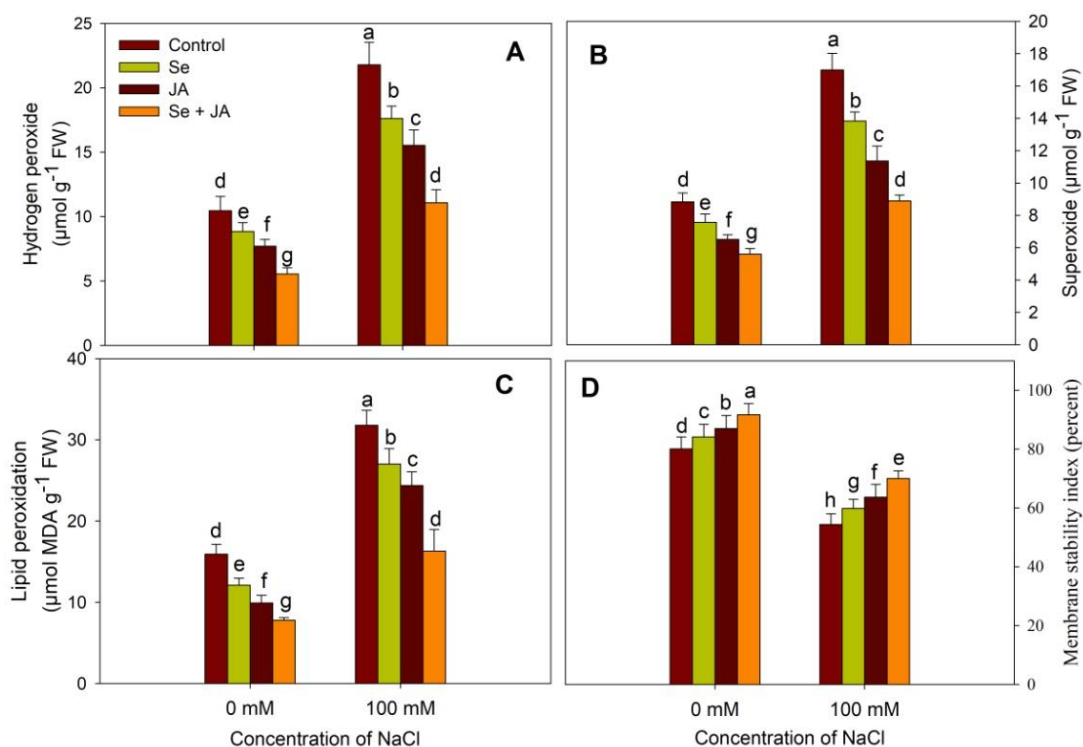 A
Control
Se
JA
Se + JA
Hydrogen peroxide
(µmol g⁻¹ FW)
25
20
15
10
5
0
d
e
f
g
a
b
c
d
B
Superoxide (µmol g⁻¹ FW)
20
18
16
14
12
10
8
6
4
2
0
d
e
f
g
a
b
c
d
C
Lipid peroxidation
(µmol MDA g⁻¹ FW)
40
30
20
10
0
d
e
f
g
a
b
c
d
0 mM
100 mM
Concentration of NaCl
D
Membrane stability index (percent)
100
80
60
40
20
0
d
c
b
a
h
g
f
e
0 mM
100 mM
Concentration of NaCl